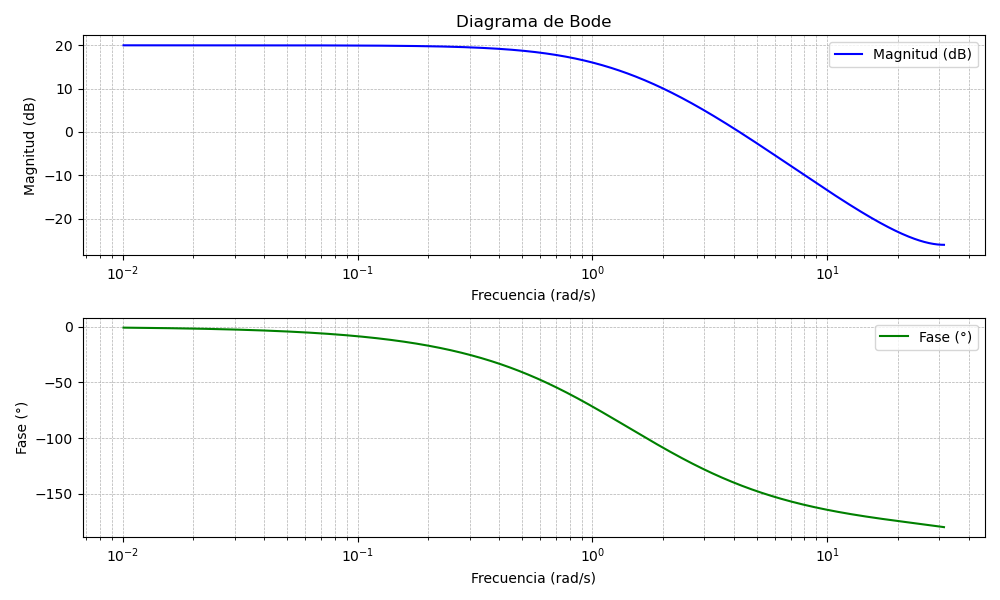 Diagrama de Bode
Magnitud (dB)
20
10
0
−10
−20
Magnitud (dB)
10⁻² 10⁻¹ 10⁰ 10¹
Frecuencia (rad/s)
Fase (°)
0
−50
−100
−150
Fase (°)
10⁻² 10⁻¹ 10⁰ 10¹
Frecuencia (rad/s)